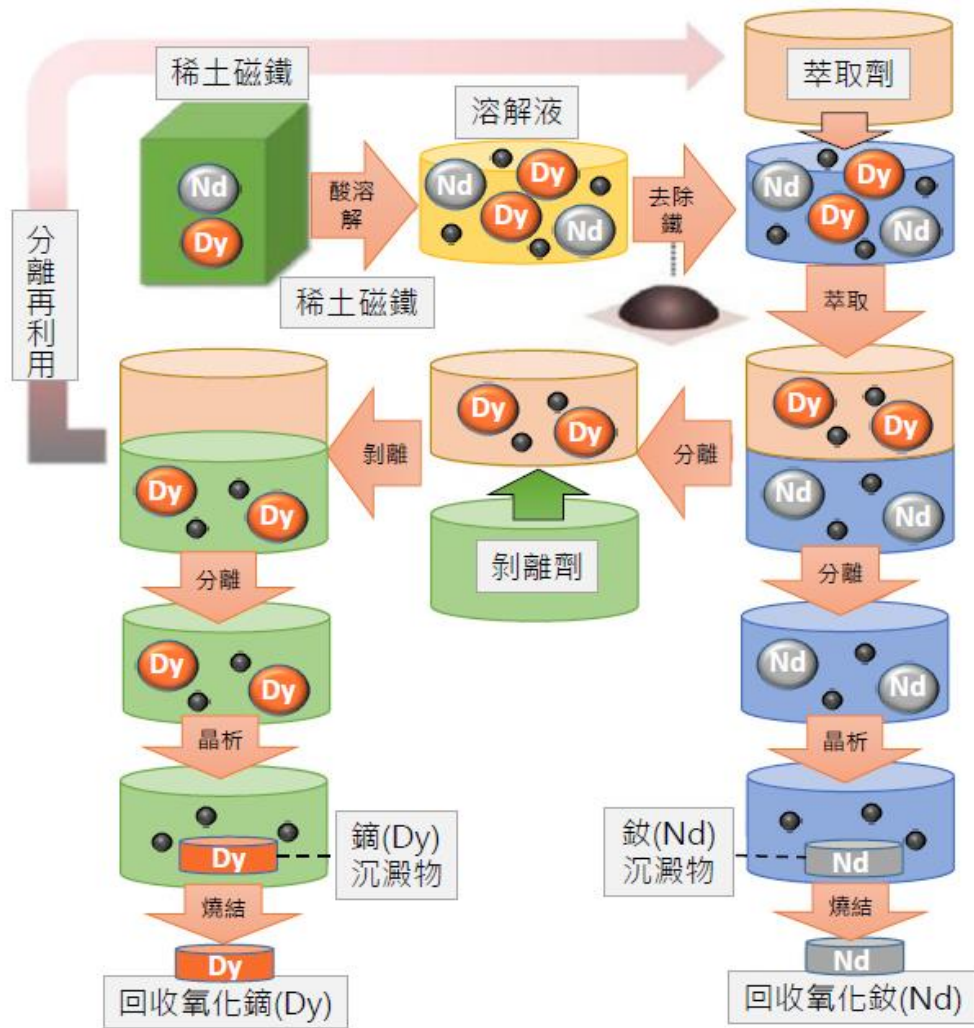 稀土磁鐵
Nd
Dy
酸溶
解
稀土磁鐵
溶解液
Nd
Dy
Dy
Nd
去除
鐵
萃取劑
Nd
Dy
Dy
Nd
萃取
Dy
Dy
Nd
Nd
分離
Dy
Dy
剝離劑
剝離
Dy
Dy
分離再利用
分離
Dy
Dy
晶析
Dy
鏑(Dy)
沉澱物
燒結
Dy
回收氧化鏑(Dy)
分離
Nd
Nd
晶析
Nd
釹(Nd)
沉澱物
燒結
Nd
回收氧化釹(Nd)